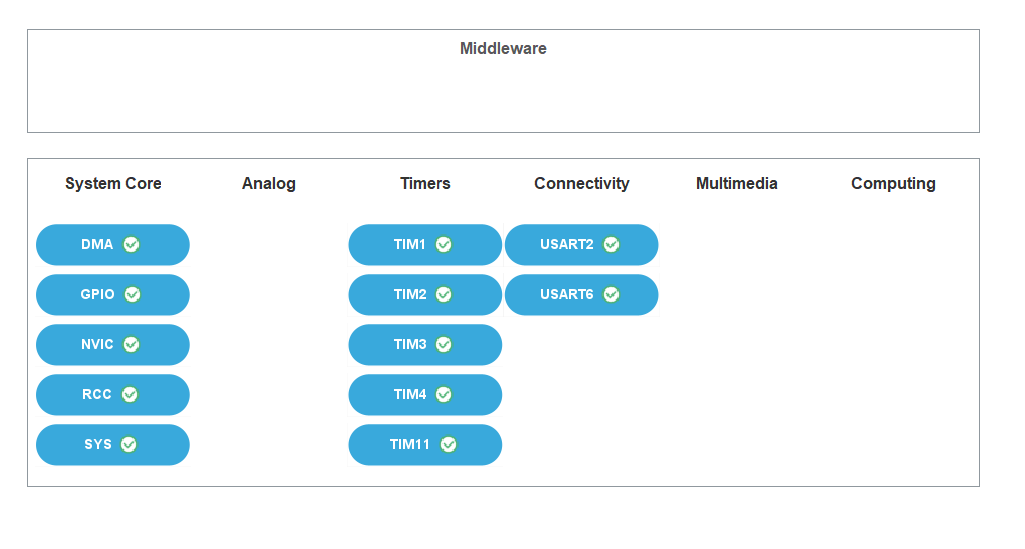 Middleware
System Core Analog Timers Connectivity Multimedia Computing
DMA TIM1 USART2
GPIO TIM2 USART6
NVIC TIM3
RCC TIM4
SYS TIM11